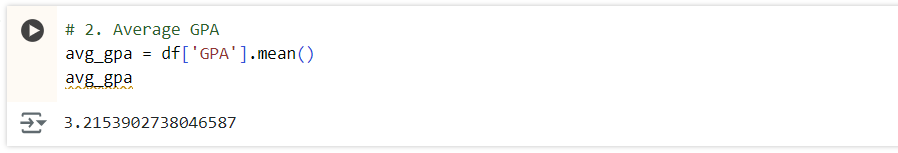 # 2. Average GPA
avg_gpa = df['GPA'].mean()
avg_gpa
3.2153902738046587